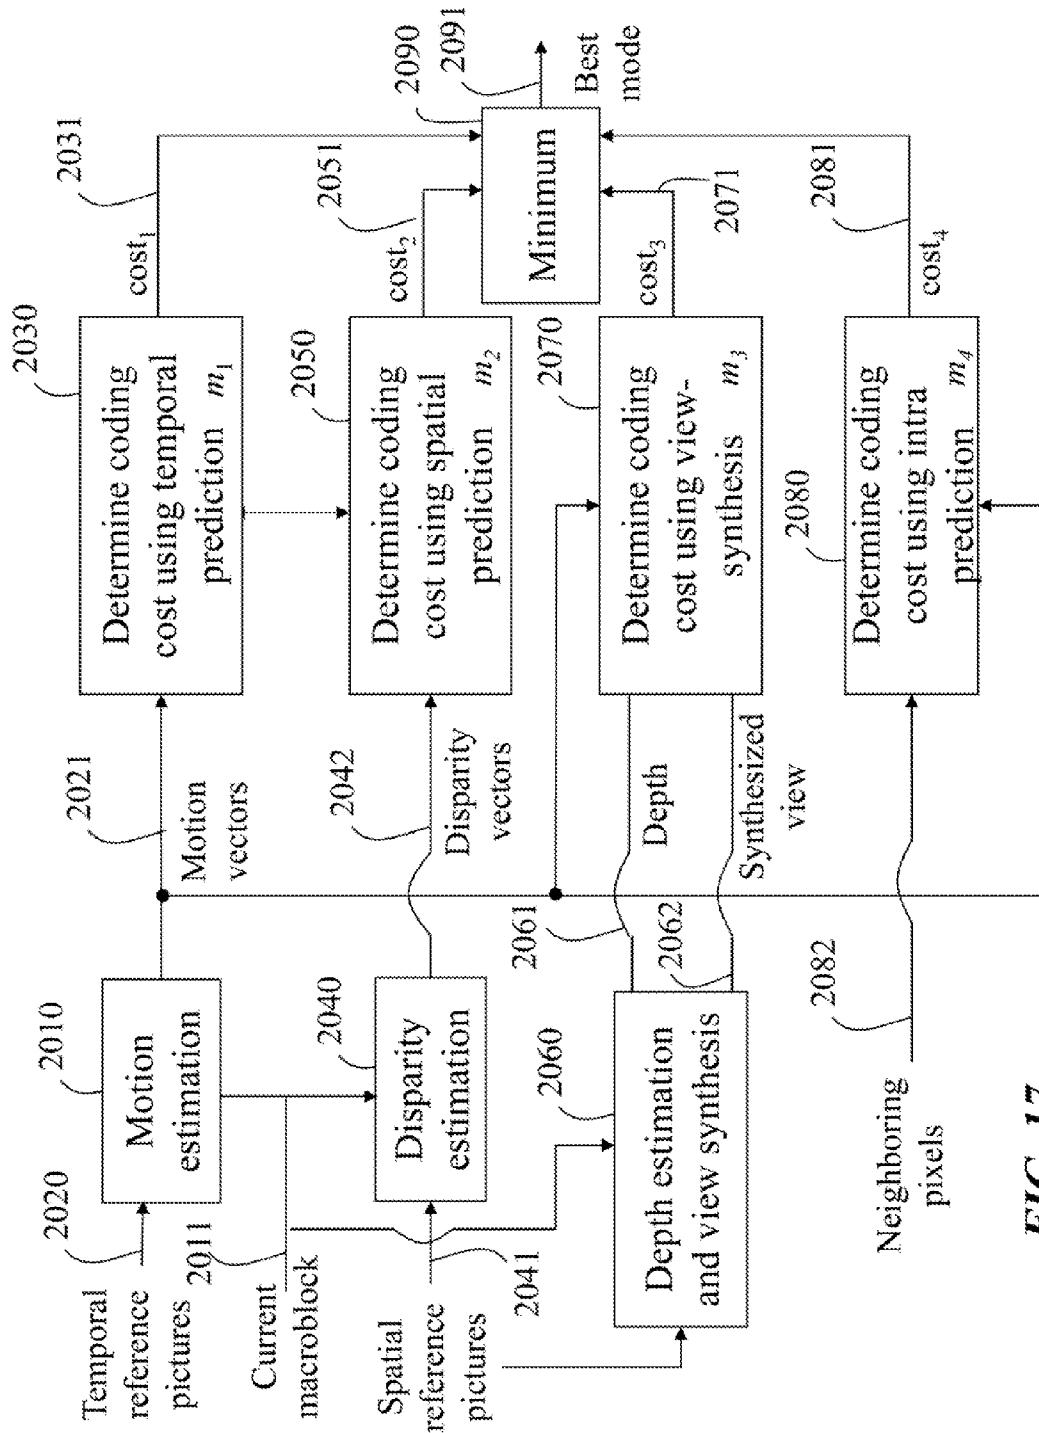 Temporal
reference
pictures
2020
Motion
estimation
2010
2021
Motion
vectors
Determine coding
cost using temporal
prediction m1
2030
cost1
2031
Current
macroblock
2011
Spatial
reference
pictures
2041
Disparity
estimation
2040
2042
Disparity
vectors
Determine coding
cost using spatial
prediction m2
2050
cost2
2051
Minimum
2090
2091
Best
mode
Depth estimation
and view synthesis
2060
2061
2062
Depth
Synthesized
view
Determine coding
cost using view-
synthesis m3
2070
cost3
2071
Neighboring
pixels
2082
Determine coding
cost using intra
prediction m4
2080
cost4
2081
FIG. 17